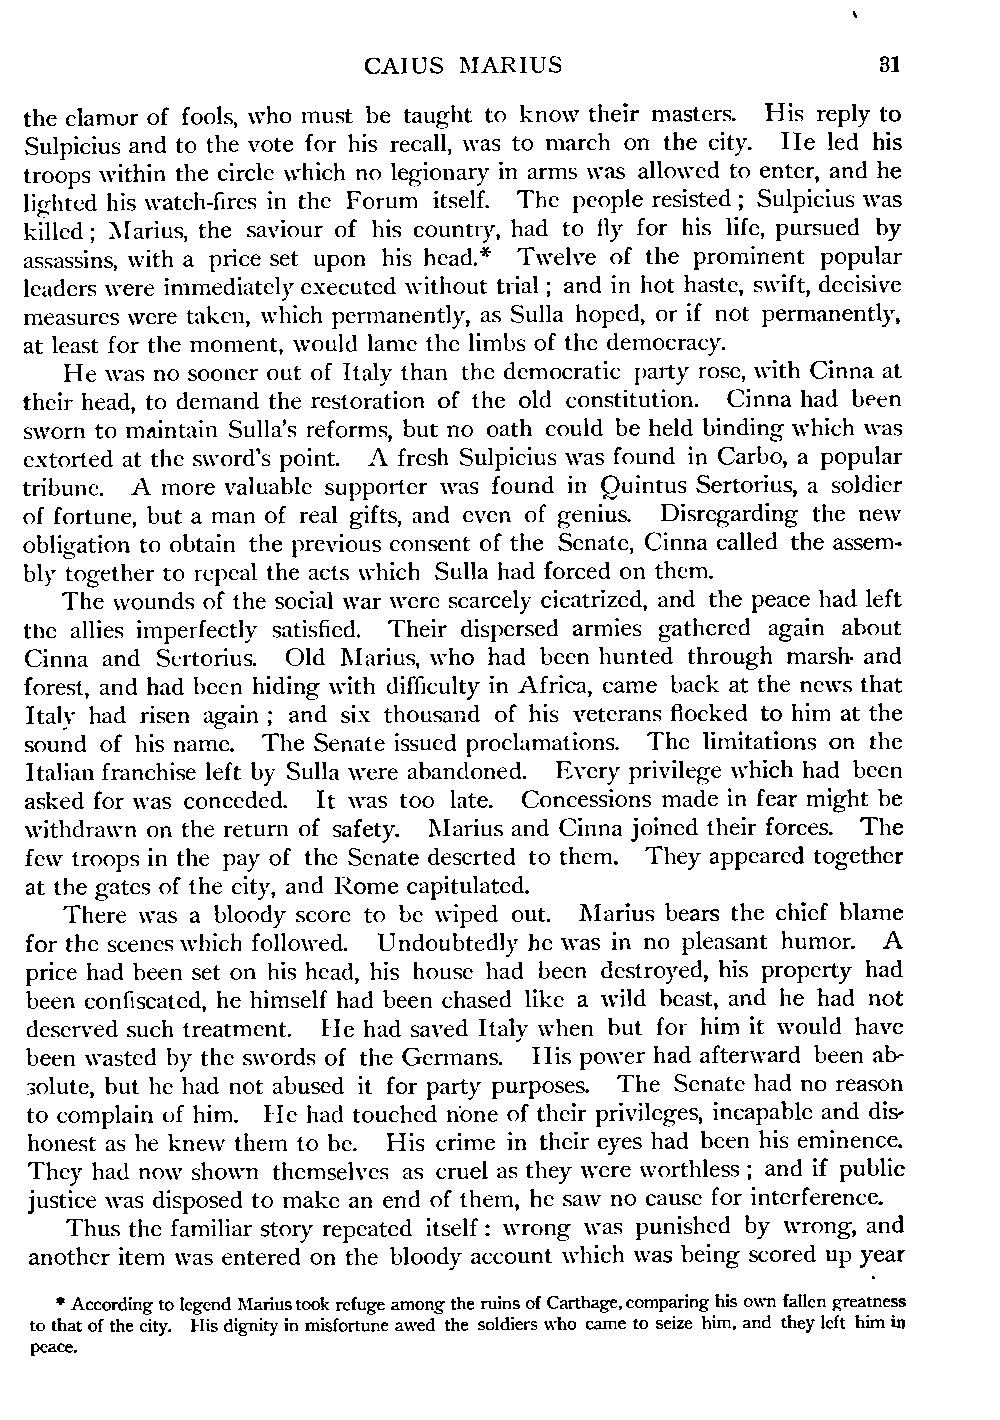 CAIUS MARIUS 31
the clamor of fools, who must be taught to know their masters. His reply to
Sulpicius and to the vote for his recall, was to march on the city. He led his
troops within the circle which no legionary in arms was allowed to enter, and he
lighted his watch-fires in the Forum itself. The people resisted ; Sulpicius was
killed ; Marius, the saviour of his country, had to fly for his life, pursued by
assassins, with a price set upon his head.* Twelve of the prominent popular
leaders were immediately executed without trial ; and in hot haste, swift, decisive
measures were taken, which permanently, as Sulla hoped, or if not permanently,
at least for the moment, would lame the limbs of the democracy.
He was no sooner out of Italy than the democratic party rose, with Cinna at
their head, to demand the restoration of the old constitution. Cinna had been
sworn to maintain Sulla's reforms, but no oath could be held binding which was
extorted at the sword's point. A fresh Sulpicius was found in Carbo, a popular
tribune. A more valuable supporter was found in Quintus Sertorius, a soldier
of fortune, but a man of real gifts, and even of genius. Disregarding the new
obligation to obtain the previous consent of the Senate, Cinna called the assem-
bly together to repeal the acts which Sulla had forced on them.
The wounds of the social war were scarcely cicatrized, and the peace had left
the allies imperfectly satisfied. Their dispersed armies gathered again about
Cinna and Sertorius. Old Marius, who had been hunted through marsh and
forest, and had been hiding with difficulty in Africa, came back at the news that
Italy had risen again ; and six thousand of his veterans flocked to him at the
sound of his name. The Senate issued proclamations. The limitations on the
Italian franchise left by Sulla were abandoned. Every privilege which had been
asked for was conceded. It was too late. Concessions made in fear might be
withdrawn on the return of safety. Marius and Cinna joined their forces. The
few troops in the pay of the Senate deserted to them. They appeared together
at the gates of the city, and Rome capitulated.
There was a bloody score to be wiped out. Marius bears the chief blame
for the scenes which followed. Undoubtedly he was in no pleasant humor. A
price had been set on his head, his house had been destroyed, his property had
been confiscated, he himself had been chased like a wild beast, and he had not
deserved such treatment. He had saved Italy when but for him it would have
been wasted by the swords of the Germans. His power had afterward been ab-
solute, but he had not abused it for party purposes. The Senate had no reason
to complain of him. He had touched none of their privileges, incapable and dis-
honest as he knew them to be. His crime in their eyes had been his eminence.
They had now shown themselves as cruel as they were worthless ; and if public
justice was disposed to make an end of them, he saw no cause for interference.
Thus the familiar story repeated itself : wrong was punished by wrong, and
another item was entered on the bloody account which was being scored up year
* According to legend Marius took refuge among the ruins of Carthage, comparing his own fallen greatness
to that of the city. His dignity in misfortune awed the soldiers who came to seize him, and they left him in
peace.